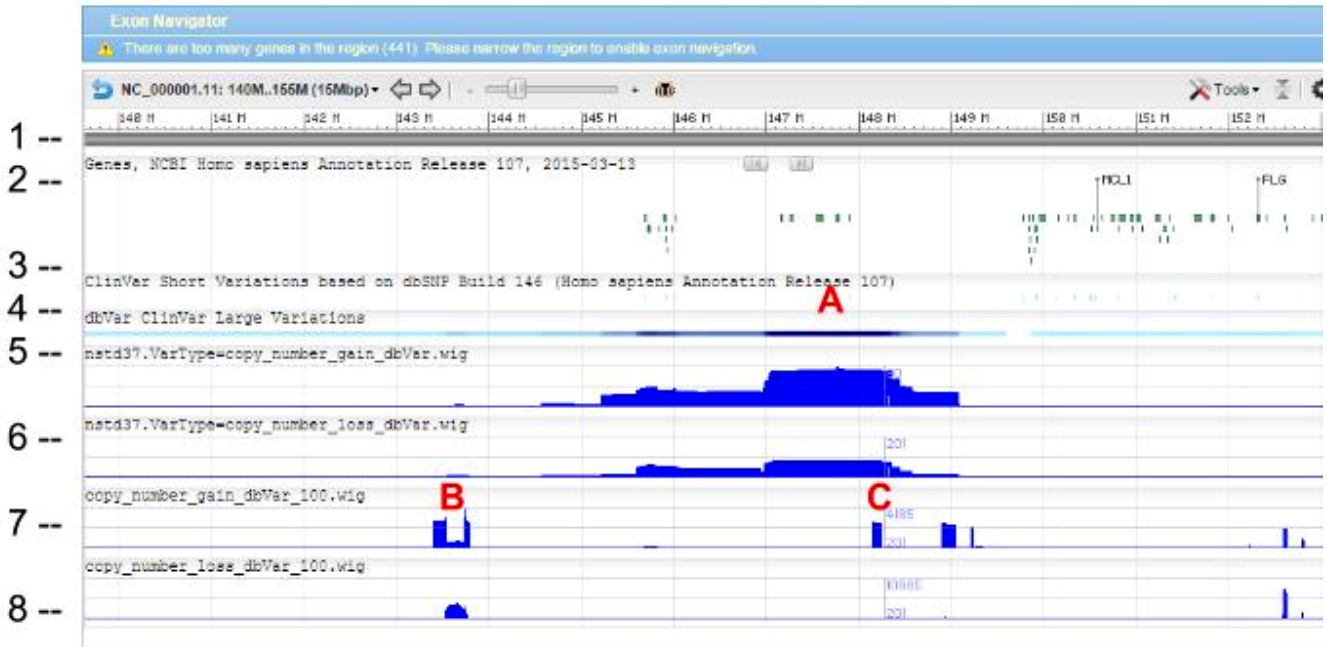 Exon Navigator
There are too many genes in the region (441). Please narrow the region to enable exon navigation
NC_000001.11: 140M..155M (15Mbp) - + Tools
140 M 141 M 142 M 143 M 144 M 145 M 146 M 147 M 148 M 149 M 150 M 151 M 152 M
1 --
Genes, NCBI Homo sapiens Annotation Release 107, 2015-03-13
2 --
MCL1 FLG
3 --
ClinVar Short Variations based on dbSNP Build 146 (Homo sapiens Annotation Release 107)
A
4 --
dbVar ClinVar Large Variations
5 --
nstd37.VarType=copy_number_gain_dbVar.wig
nstd37.VarType=copy_number_loss_dbVar.wig
6 --
201
copy_number_gain_dbVar_100.wig
B C
4185
7 --
201
copy_number_loss_dbVar_100.wig
10885
8 --
201